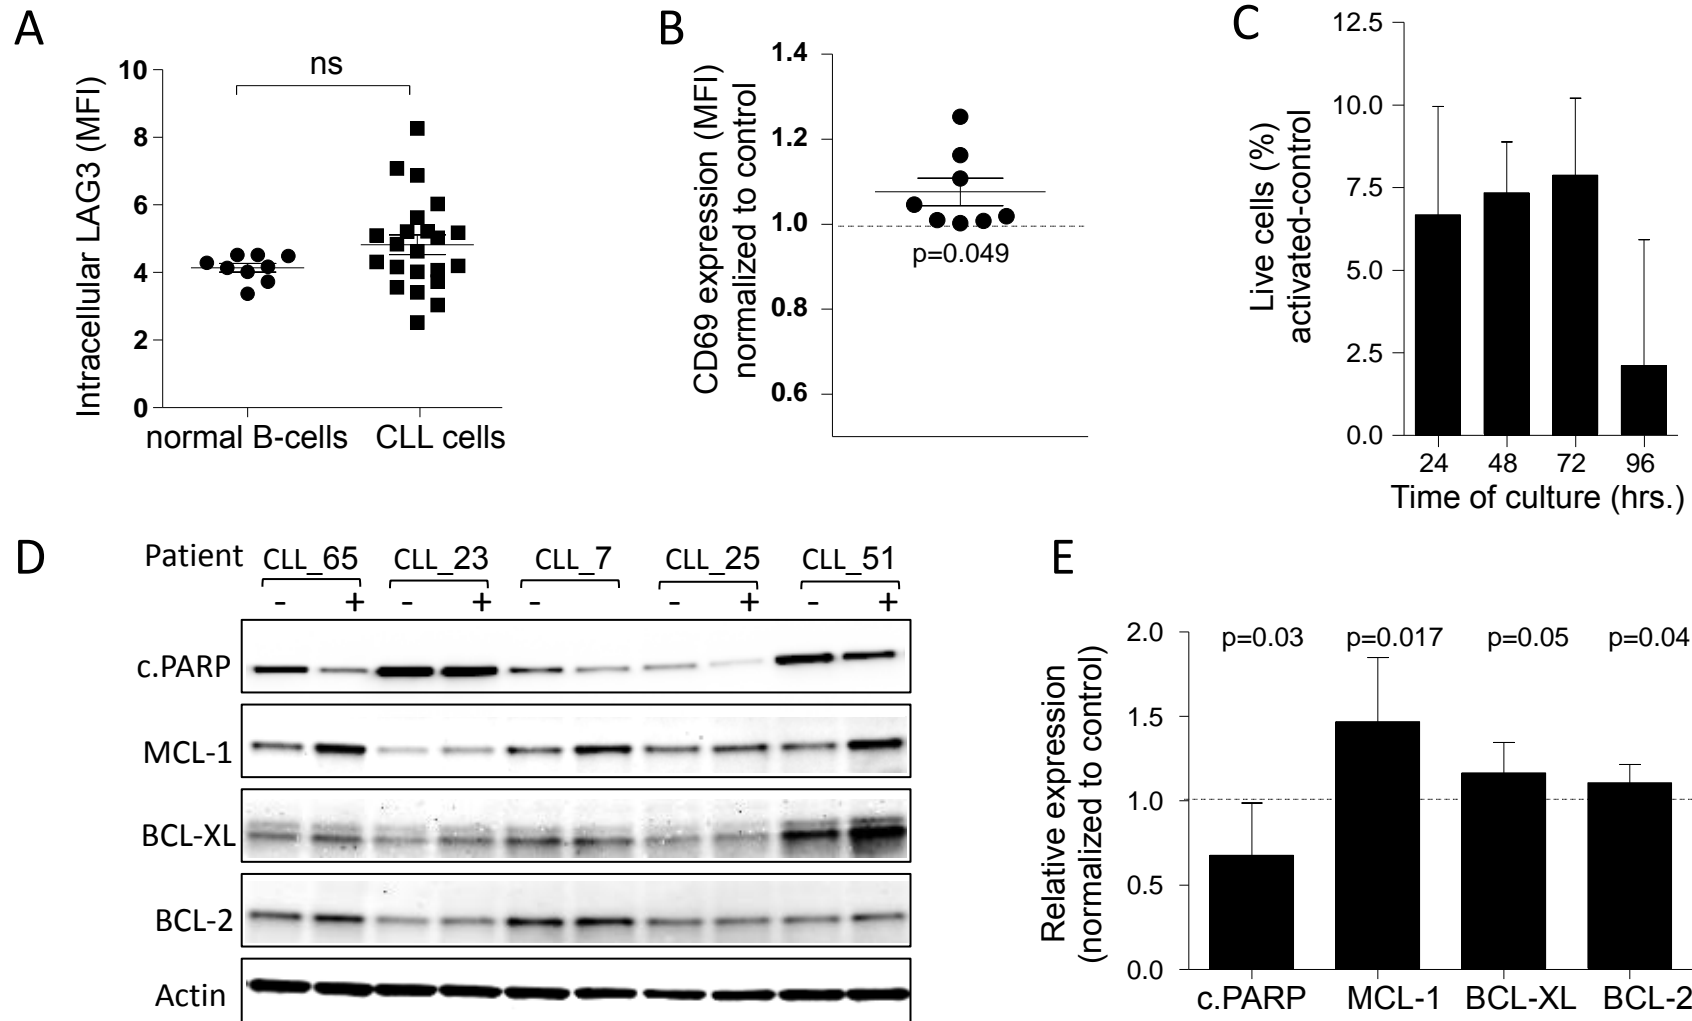 A
Intracellular LAG3 (MFI)
10
8
6
4
2
0
ns
normal B-cells
CLL cells
B
CD69 expression (MFI)
normalized to control
1.4
1.2
1.0
0.8
0.6
p=0.049
C
Live cells (%)
activated-control
12.5
10.0
7.5
5.0
2.5
0.0
24 48 72 96
Time of culture (hrs.)
D
Patient CLL_65 CLL_23 CLL_7 CLL_25 CLL_51
- + - + - - + - +
c.PARP
MCL-1
BCL-XL
BCL-2
Actin
E
Relative expression
(normalized to control)
2.0
1.5
1.0
0.5
0.0
p=0.03 p=0.017 p=0.05 p=0.04
c.PARP MCL-1 BCL-XL BCL-2